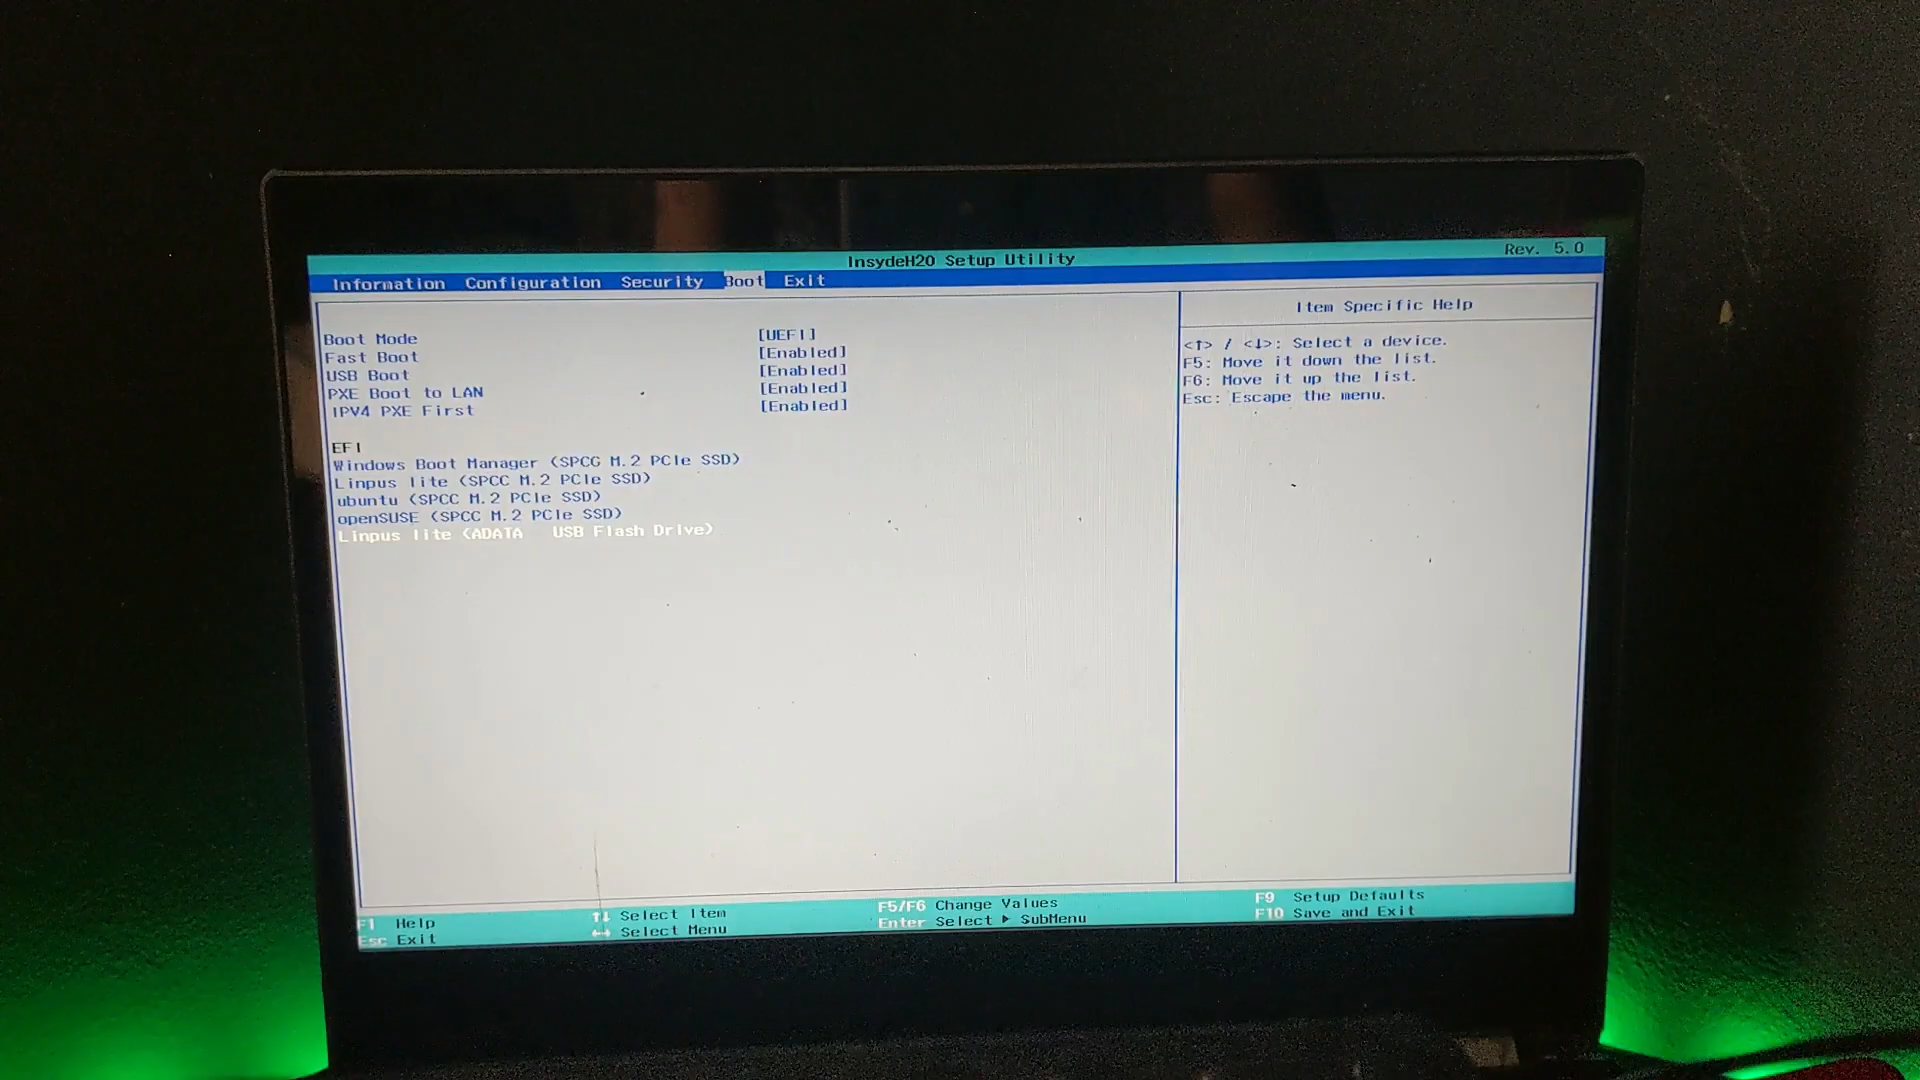 InsydeH20 Setup Utility
Rev. 5.0
Information Configuration Security Boot Exit
Item Specific Help
Boot Mode [UEFI]
Fast Boot [Enabled]
USB Boot [Enabled]
PXE Boot to LAN [Enabled]
IPV4 PXE First [Enabled]
<↑> / <↓>: Select a device.
F5: Move it down the list.
F6: Move it up the list.
Esc: Escape the menu.
EFI
Windows Boot Manager (SPCC M.2 PCIe SSD)
Linpus lite (SPCC M.2 PCIe SSD)
ubuntu (SPCC M.2 PCIe SSD)
openSUSE (SPCC M.2 PCIe SSD)
Linpus lite (ADATA USB Flash Drive)
F1 Help ↑↓ Select Item F5/F6 Change Values F9 Setup Defaults
Esc Exit ↔ Select Menu Enter Select ▶ SubMenu F10 Save and Exit